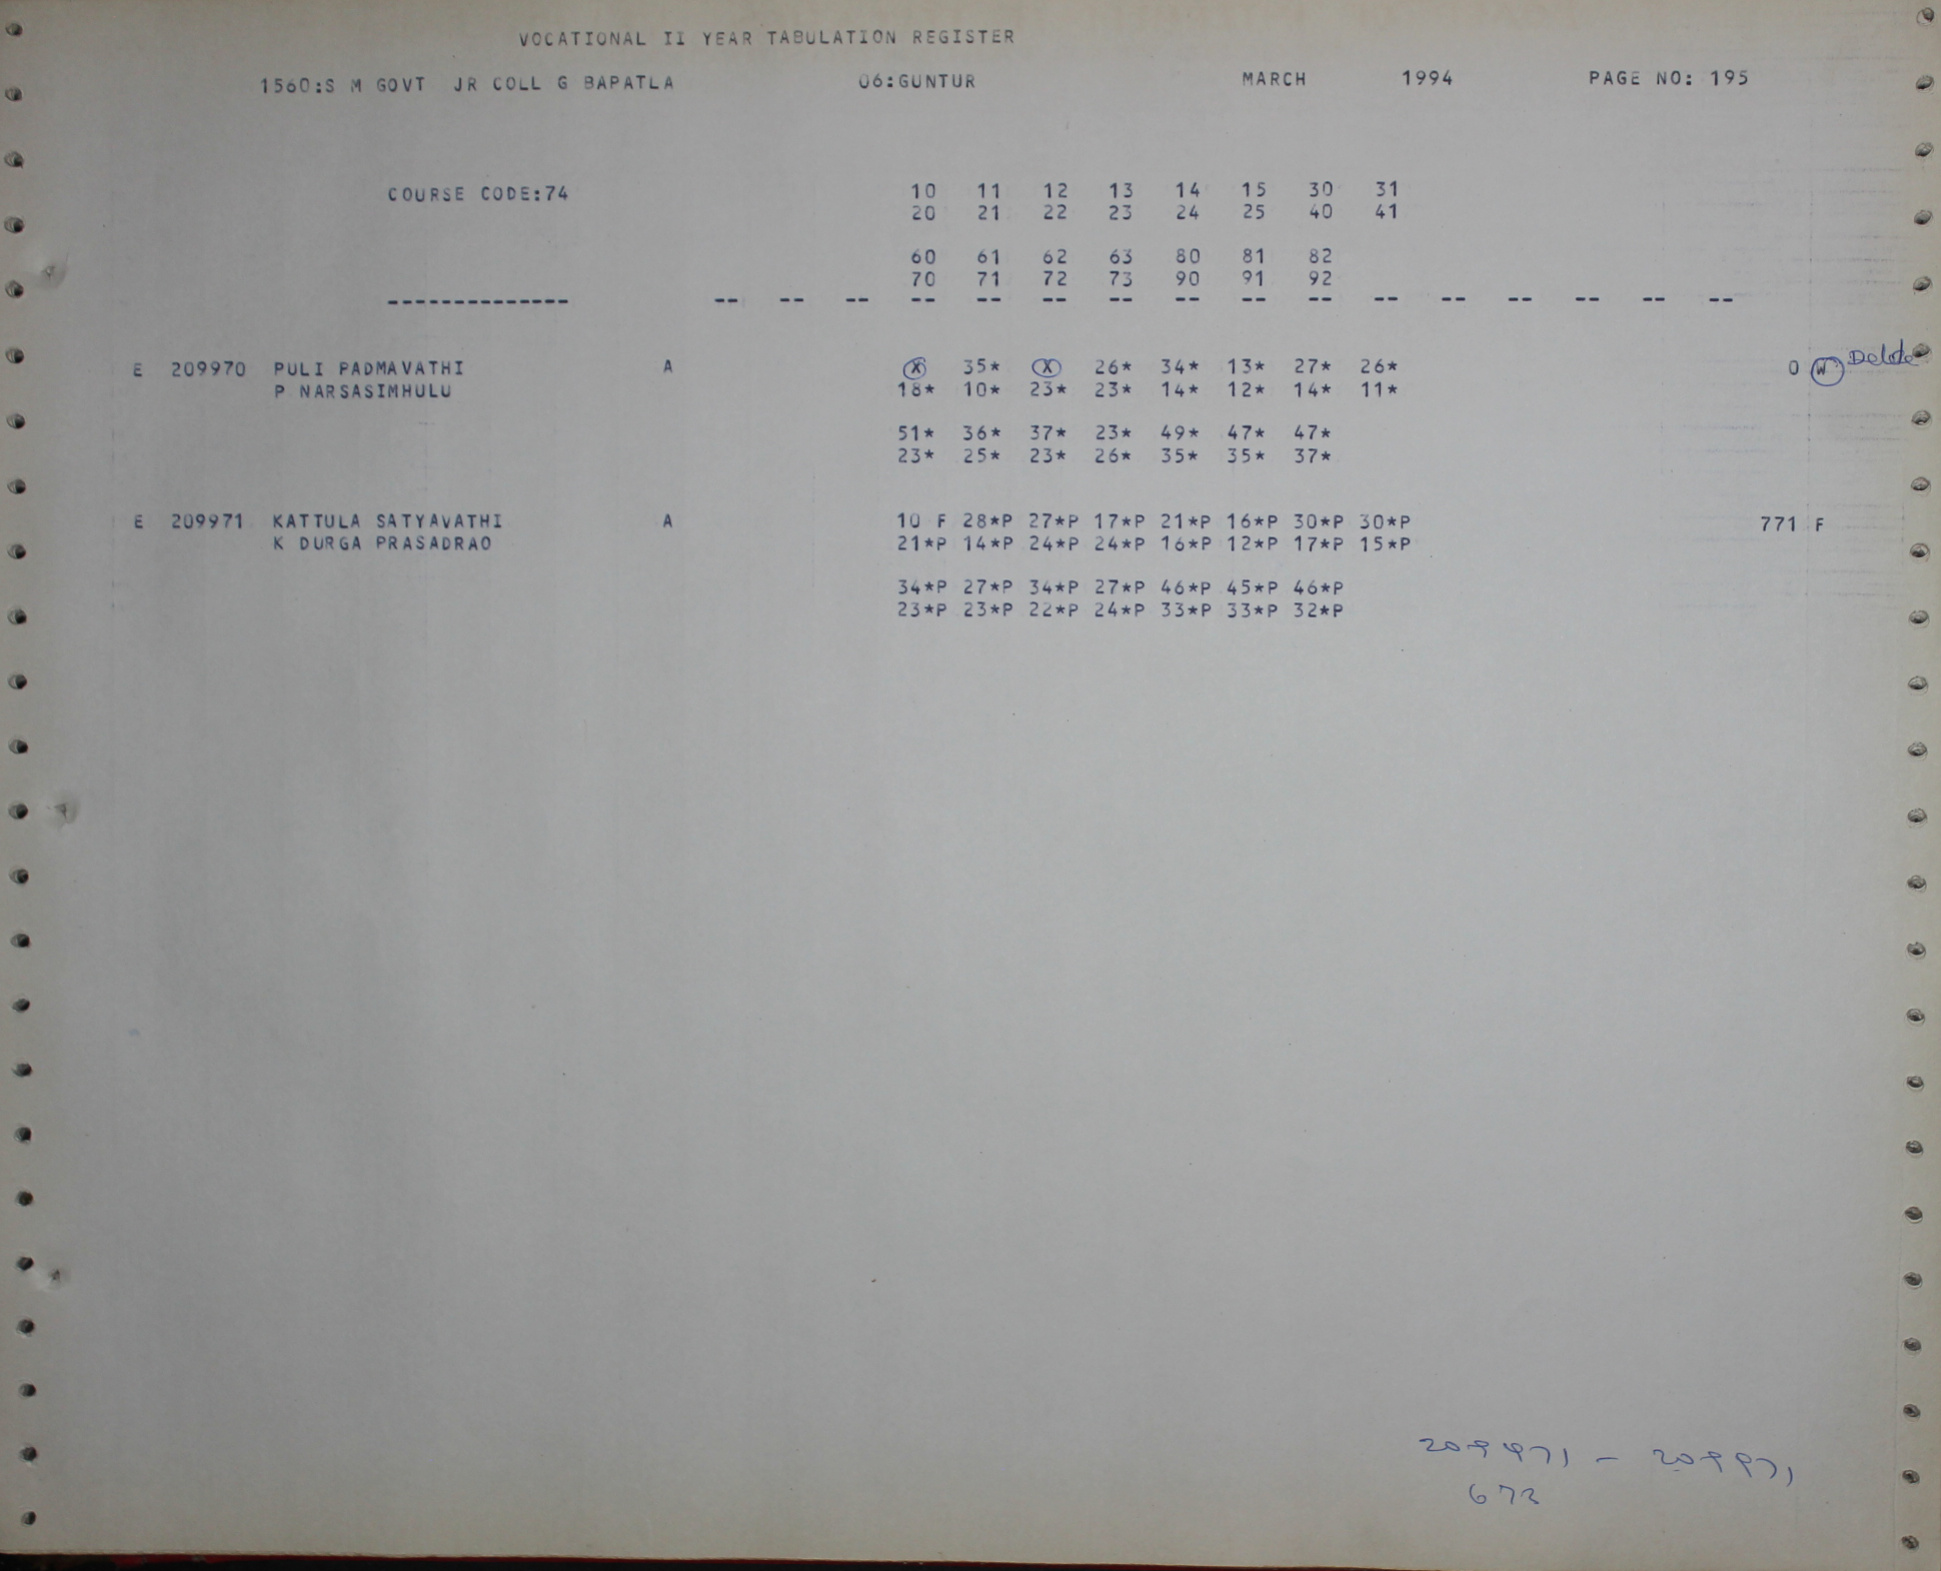 VOCATIONAL II YEAR TABULATION REGISTER
1560:S M GOVT JR COLL G BAPATLA 06:GUNTUR MARCH 1994 PAGE NO: 195
COURSE CODE:74 10 11 12 13 14 15 30 31
20 21 22 23 24 25 40 41
60 61 62 63 80 81 82
70 71 72 73 90 91 92
-------------- -- -- -- -- -- -- -- -- -- -- -- -- -- -- -- --
E 209970 PULI PADMAVATHI A X 35* X 26* 34* 13* 27* 26* 0 W Delete
P NARSASIMHULU 18* 10* 23* 23* 14* 12* 14* 11*
51* 36* 37* 23* 49* 47* 47*
23* 25* 23* 26* 35* 35* 37*
E 209971 KATTULA SATYAVATHI A 10 F 28*P 27*P 17*P 21*P 16*P 30*P 30*P 771 F
K DURGA PRASADRAO 21*P 14*P 24*P 24*P 16*P 12*P 17*P 15*P
34*P 27*P 34*P 27*P 46*P 45*P 46*P
23*P 23*P 22*P 24*P 33*P 33*P 32*P
209971 - 209971
673